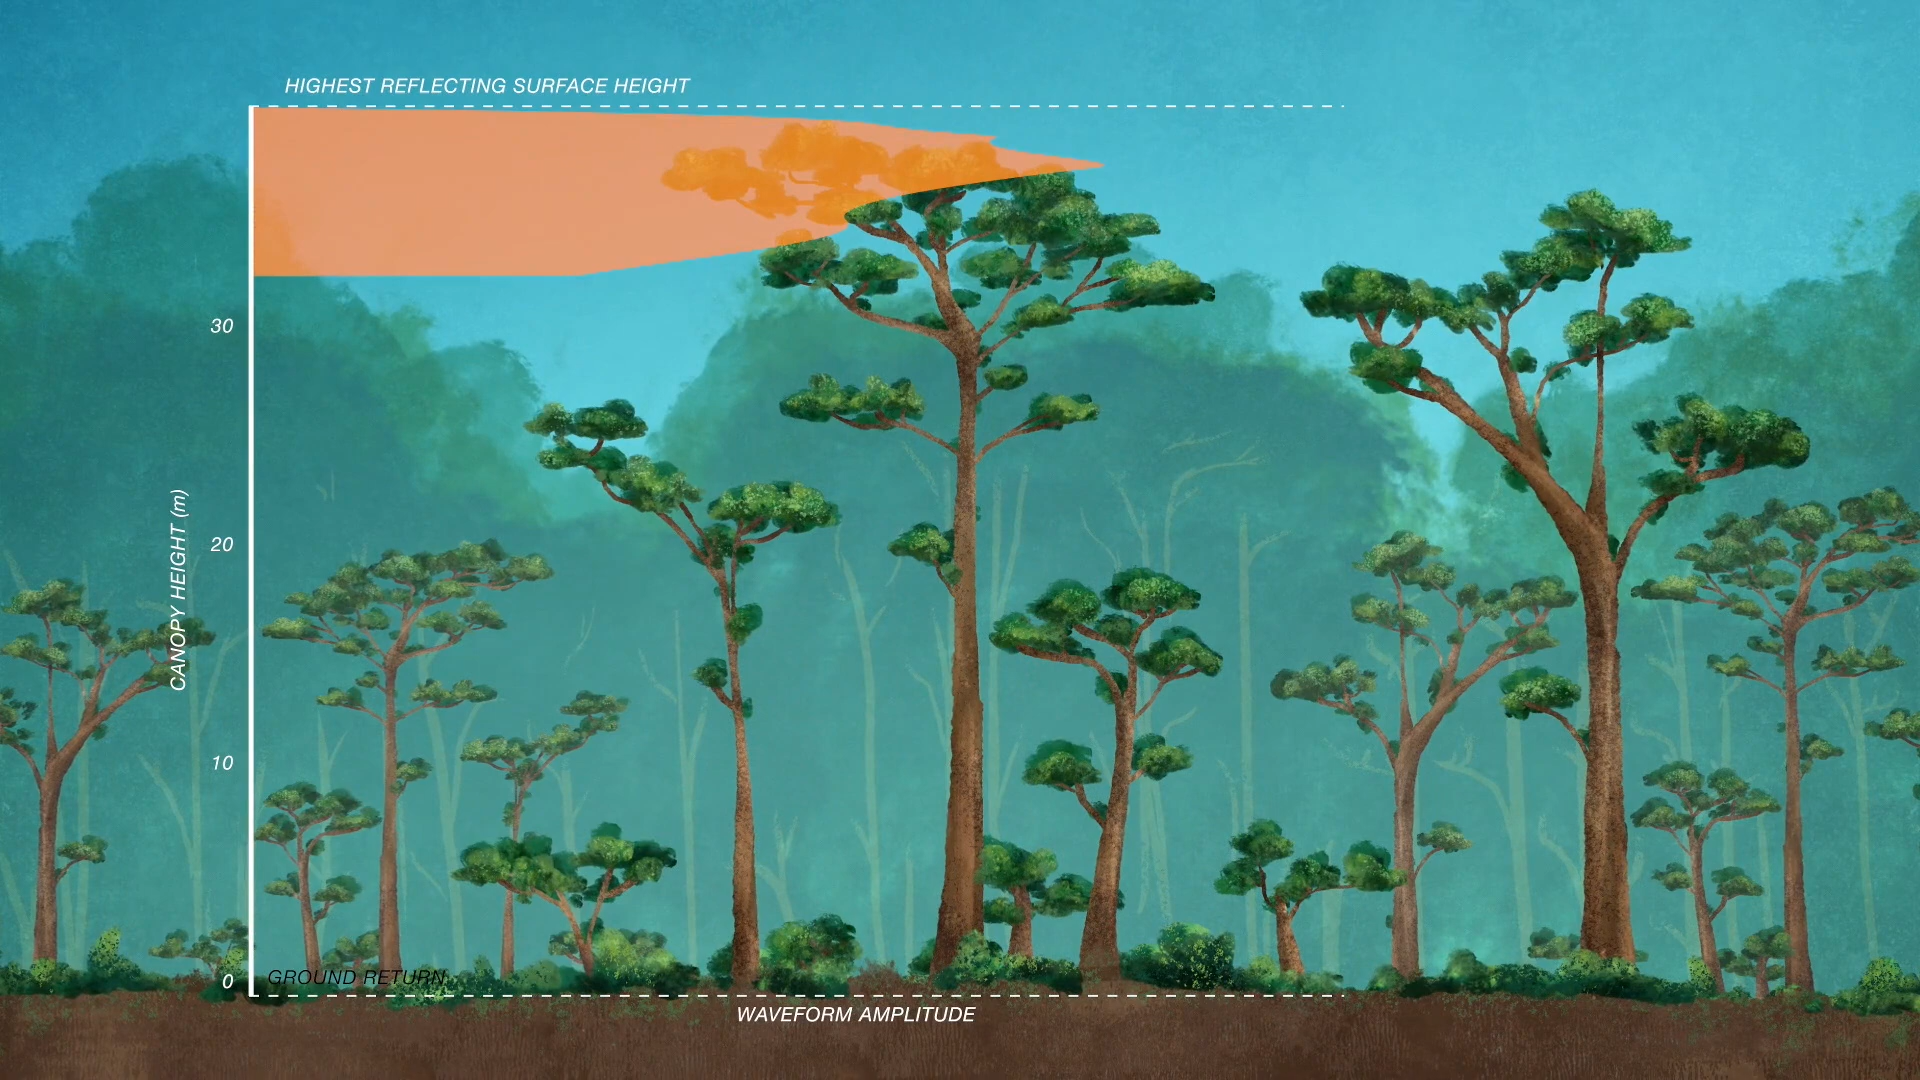 HIGHEST REFLECTING SURFACE HEIGHT
30
CANOPY HEIGHT (m)
20
10
0
GROUND RETURN
WAVEFORM AMPLITUDE